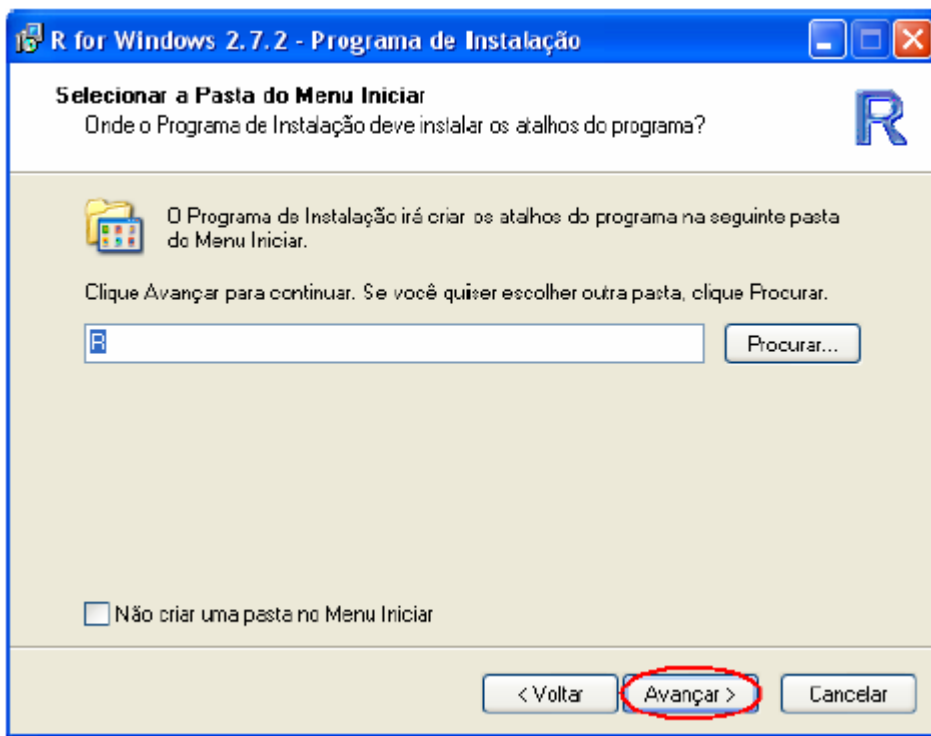 R for Windows 2.7.2 - Programa de Instalação
Selecionar a Pasta do Menu Iniciar
Onde o Programa de Instalação deve instalar os atalhos do programa?
R
O Programa de Instalação irá criar os atalhos do programa na seguinte pasta
do Menu Iniciar.
Clique Avançar para continuar. Se você quiser escolher outra pasta, clique Procurar.
R
Procurar...
Não criar uma pasta no Menu Iniciar
< Voltar
Avançar >
Cancelar